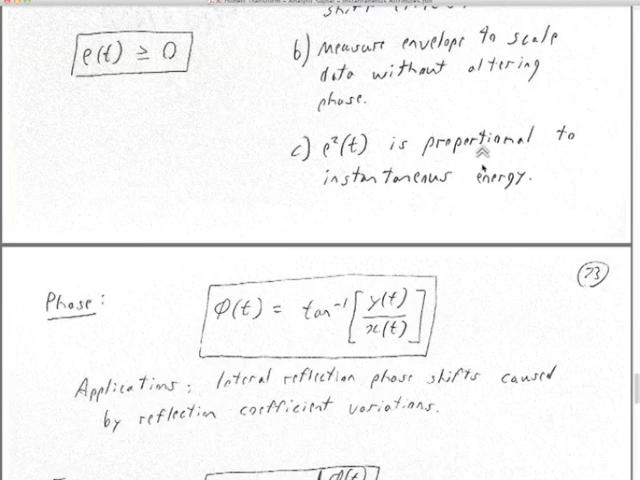 e(t) ≥ 0
b) Measure envelope to scale
data without altering
phase.
c) e²(t) is proportional to
instantaneous energy.
73
Phase:
Φ(t) = tan⁻¹ [ y(t) / x(t) ]
Applications: lateral reflection phase shifts caused
by reflection coefficient variations.